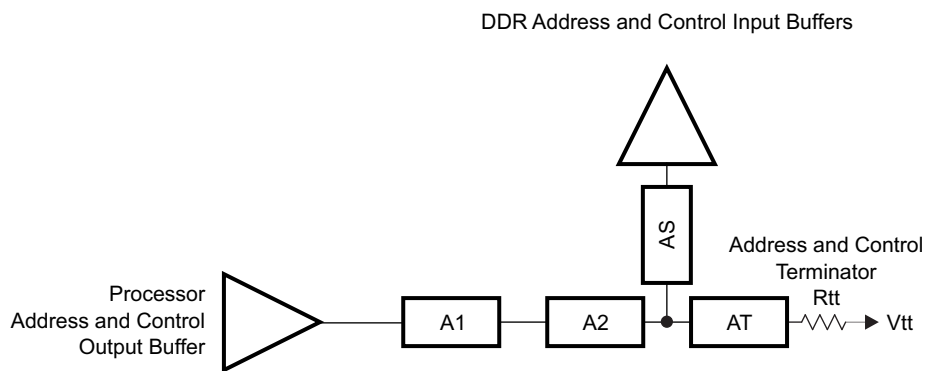 DDR Address and Control Input Buffers
AS
Address and Control
Terminator
Rtt
Processor
Address and Control
Output Buffer
A1
A2
AT
Vtt